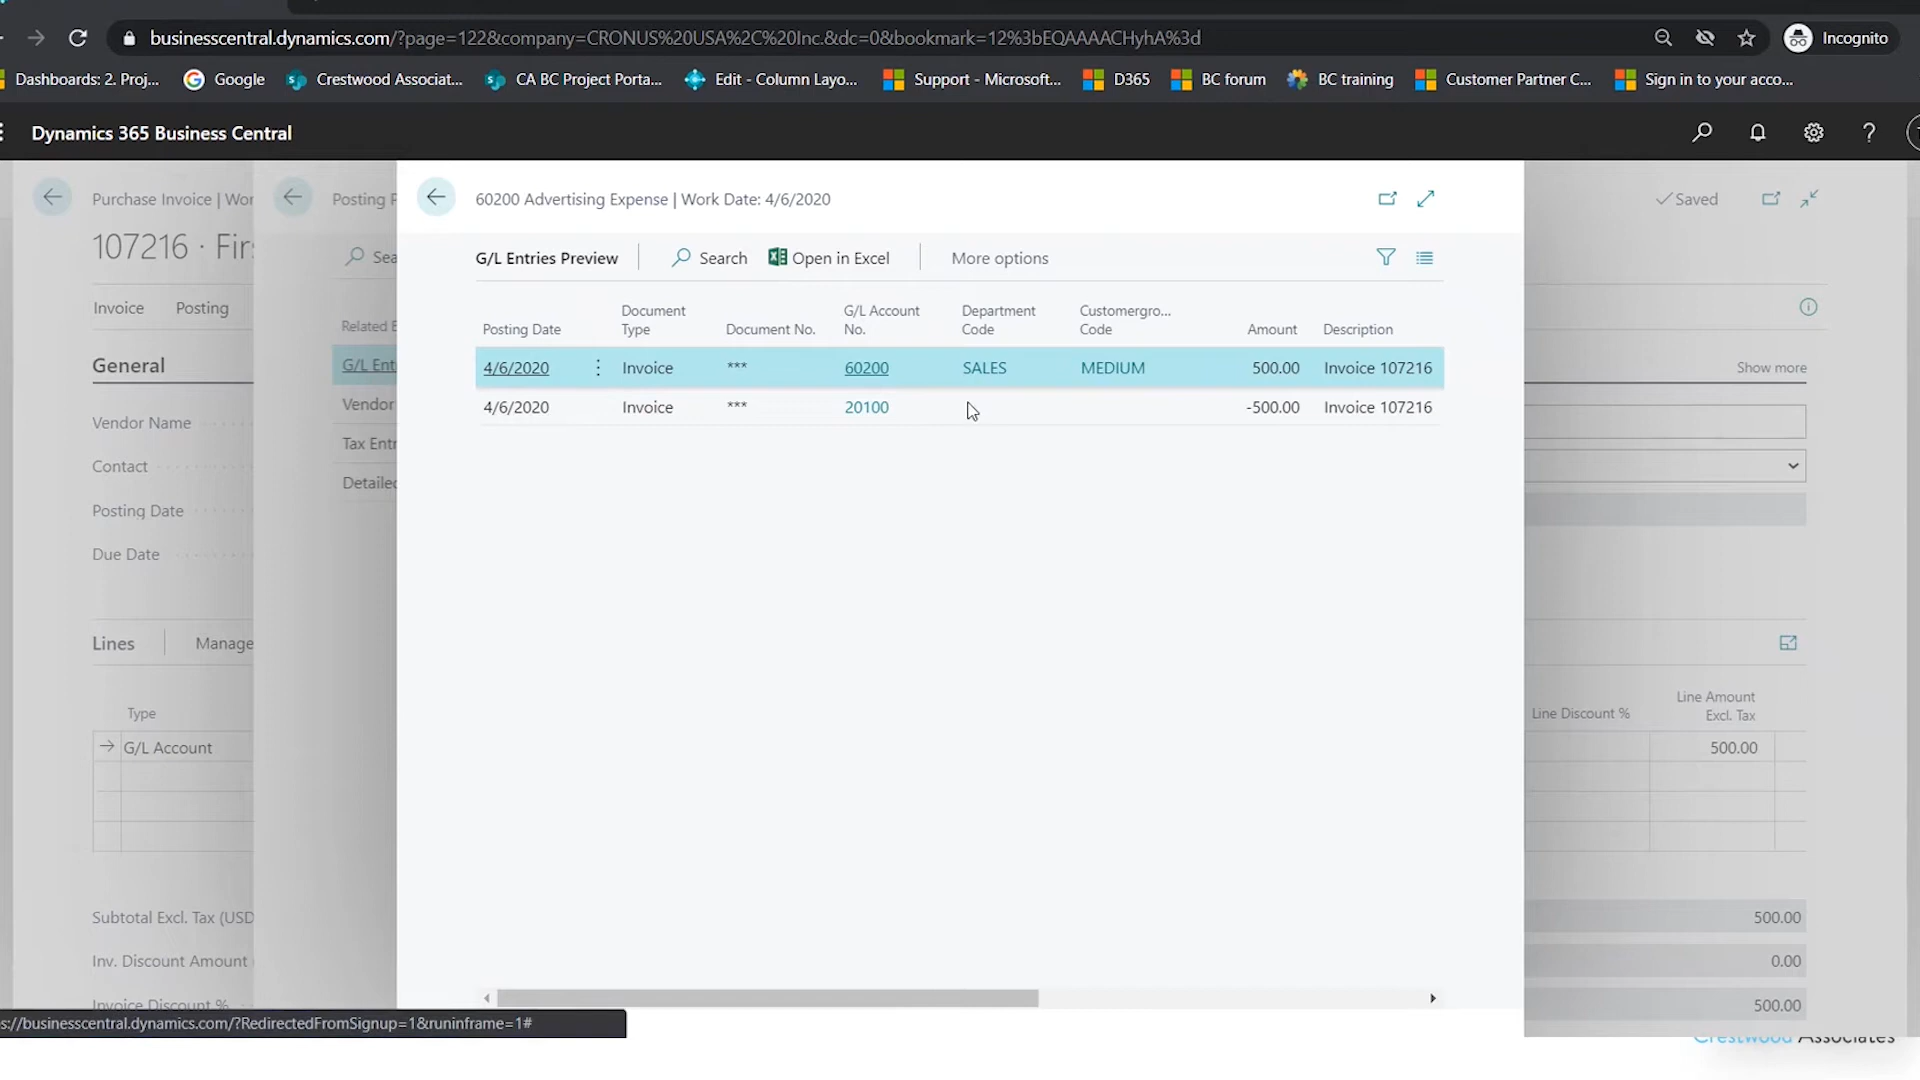 businesscentral.dynamics.com/?page=122&company=CRONUS%20USA%2C%20Inc.&dc=0&bookmark=12%3bEQAAAACHyhA%3d
Incognito
Dashboards: 2. Proj...
Google
Crestwood Associat...
CA BC Project Porta...
Edit - Column Layo...
Support - Microsoft...
D365
BC forum
BC training
Customer Partner C...
Sign in to your acco...
Dynamics 365 Business Central
Purchase Invoice | Wor
Posting P
60200 Advertising Expense | Work Date: 4/6/2020
Saved
107216 · Firs
Sea
G/L Entries Preview
Search
Open in Excel
More options
Invoice
Posting
Related E
Posting Date
Document Type
Document No.
G/L Account No.
Department Code
Customergro... Code
Amount
Description
General
Show more
G/L Ent
4/6/2020 Invoice *** 60200 SALES MEDIUM 500.00 Invoice 107216
Vendor
4/6/2020 Invoice *** 20100 -500.00 Invoice 107216
Vendor Name
Tax Entr
Contact
Detailed
Posting Date
Due Date
Lines
Manage
Type
Line Discount %
Line Amount Excl. Tax
G/L Account
500.00
Subtotal Excl. Tax (USD
500.00
Inv. Discount Amount
0.00
Invoice Discount %
500.00
s://businesscentral.dynamics.com/?RedirectedFromSignup=1&runinframe=1#
Crestwood Associates